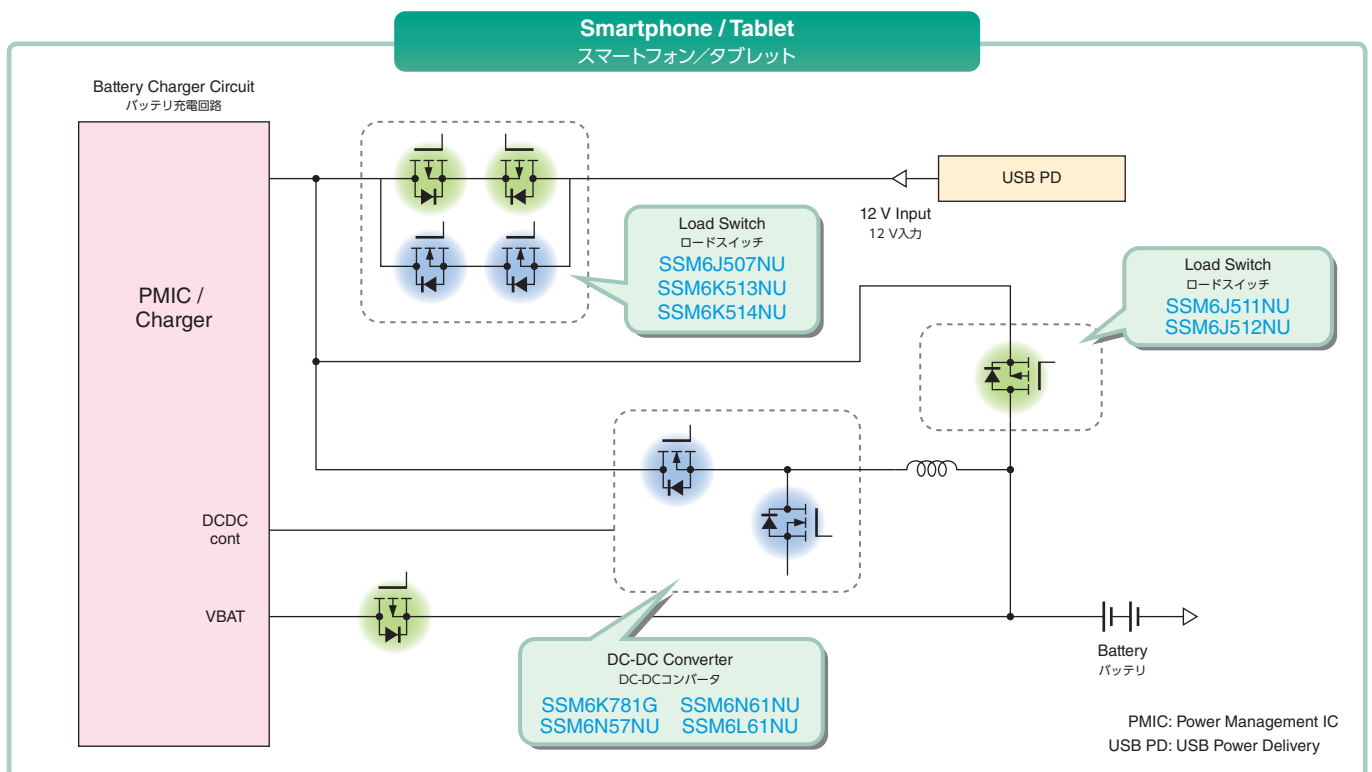 Smartphone / Tablet
スマートフォン／タブレット
Battery Charger Circuit
バッテリ充電回路
PMIC /
Charger
DCDC
cont
VBAT
USB PD
12 V Input
12 V入力
Load Switch
ロードスイッチ
SSM6J507NU
SSM6K513NU
SSM6K514NU
Load Switch
ロードスイッチ
SSM6J511NU
SSM6J512NU
DC-DC Converter
DC-DCコンバータ
SSM6K781G SSM6N61NU
SSM6N57NU SSM6L61NU
Battery
バッテリ
PMIC: Power Management IC
USB PD: USB Power Delivery